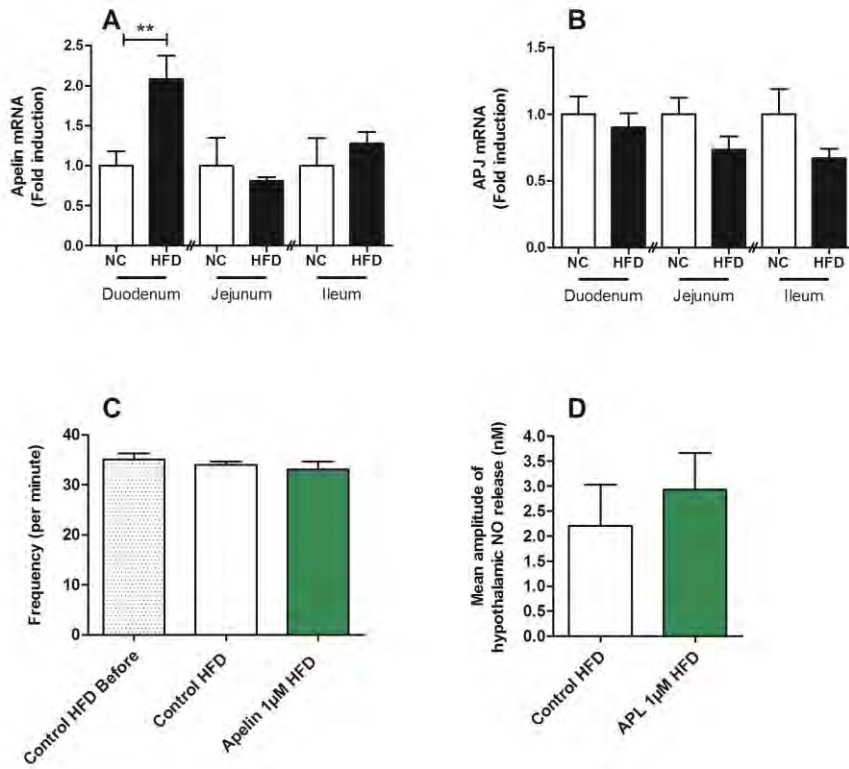 A
**
Apelin mRNA
(Fold induction)
2.5
2.0
1.5
1.0
0.5
0.0
NC HFD NC HFD NC HFD
Duodenum Jejunum Ileum
B
APJ mRNA
(Fold induction)
1.5
1.0
0.5
0.0
NC HFD NC HFD NC HFD
Duodenum Jejunum Ileum
C
Frequency (per minute)
40
30
20
10
0
Control HFD Before
Control HFD
Apelin 1µM HFD
D
Mean amplitude of
hypothalamic NO release (nM)
4.0
3.5
3.0
2.5
2.0
1.5
1.0
0.5
0.0
Control HFD
APL 1µM HFD